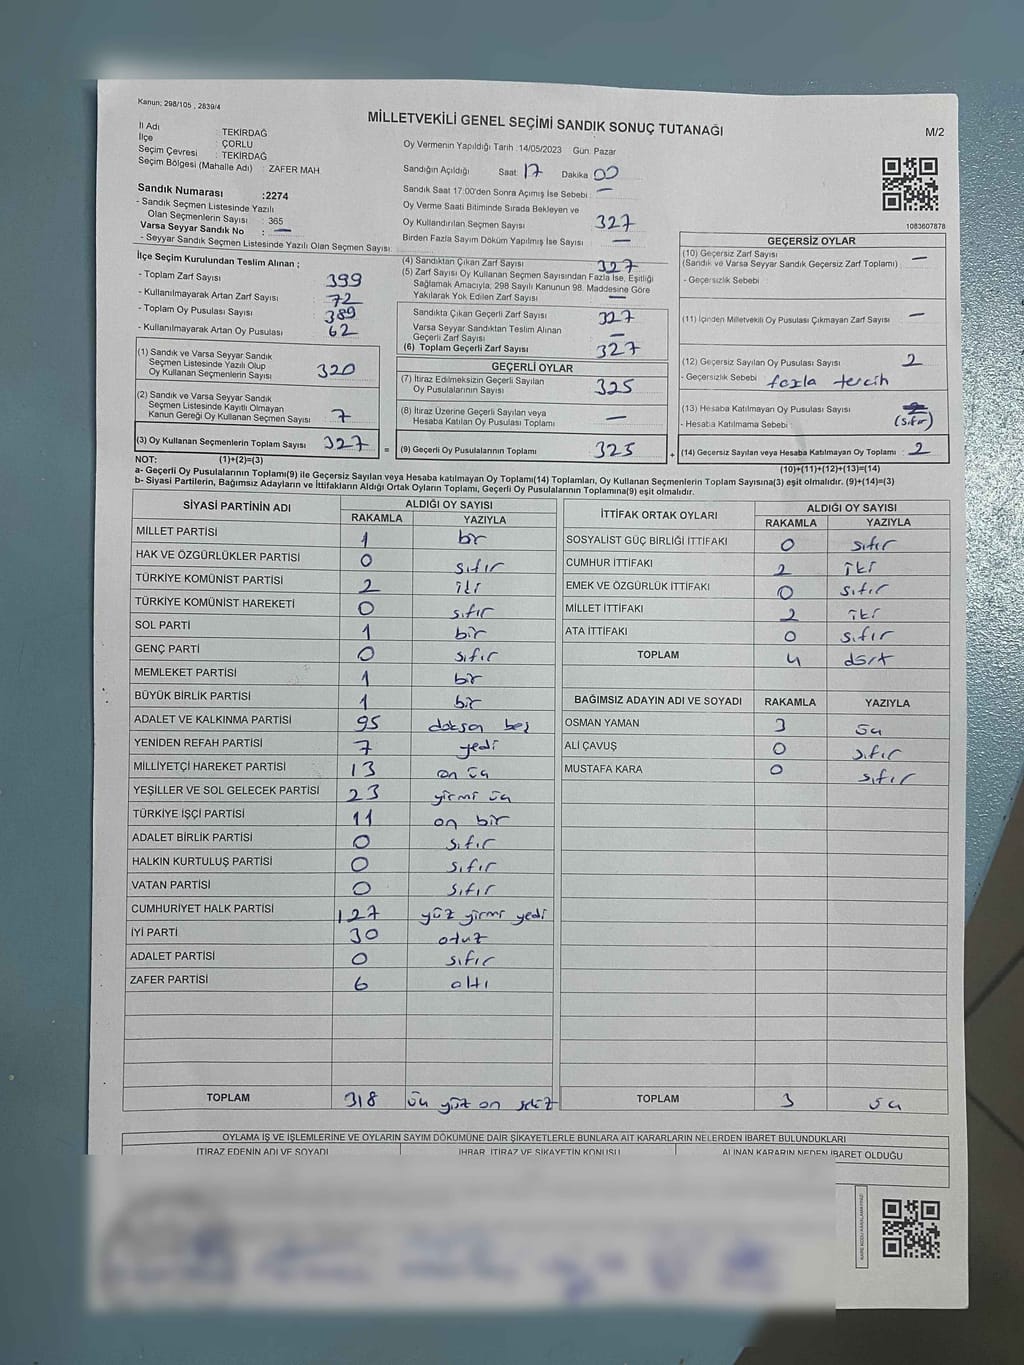 Kanun: 298/105 , 2839/4
MİLLETVEKİLİ GENEL SEÇİMİ SANDIK SONUÇ TUTANAĞI
M/2
İl Adı : TEKİRDAĞ
İlçe : ÇORLU
Seçim Çevresi : TEKİRDAĞ
Seçim Bölgesi (Mahalle Adı) : ZAFER MAH
Sandık Numarası :2274
- Sandık Seçmen Listesinde Yazılı
Olan Seçmenlerin Sayısı : 365
Varsa Seyyar Sandık No : —
- Seyyar Sandık Seçmen Listesinde Yazılı Olan Seçmen Sayısı:
Oy Vermenin Yapıldığı Tarih :14/05/2023 Gün: Pazar
Sandığın Açıldığı Saat 17 Dakika 00
Sandık Saat 17:00'den Sonra Açımış İse Sebebi : —
Oy Verme Saati Bitiminde Sırada Bekleyen ve
Oy Kullandırılan Seçmen Sayısı 327
Birden Fazla Sayım Döküm Yapılmış İse Sayısı —
1083607878
İlçe Seçim Kurulundan Teslim Alınan ;
- Toplam Zarf Sayısı 399
- Kullanılmayarak Artan Zarf Sayısı 72
- Toplam Oy Pusulası Sayısı 389
- Kullanılmayarak Artan Oy Pusulası 62
(1) Sandık ve Varsa Seyyar Sandık
Seçmen Listesinde Yazılı Olup
Oy Kullanan Seçmenlerin Sayısı 320
(2) Sandık ve Varsa Seyyar Sandık
Seçmen Listesinde Kayıtlı Olmayan
Kanun Gereği Oy Kullanan Seçmen Sayısı 7
(3) Oy Kullanan Seçmenlerin Toplam Sayısı 327 =
(4) Sandıktan Çıkan Zarf Sayısı 327
(5) Zarf Sayısı Oy Kullanan Seçmen Sayısından Fazla İse, Eşitliği
Sağlamak Amacıyla, 298 Sayılı Kanunun 98. Maddesine Göre
Yakılarak Yok Edilen Zarf Sayısı —
Sandıkta Çıkan Geçerli Zarf Sayısı 327
Varsa Seyyar Sandıktan Teslim Alınan
Geçerli Zarf Sayısı —
(6) Toplam Geçerli Zarf Sayısı 327
GEÇERLİ OYLAR
(7) İtiraz Edilmeksizin Geçerli Sayılan
Oy Pusulalarının Sayısı 325
(8) İtiraz Üzerine Geçerli Sayılan veya
Hesaba Katılan Oy Pusulası Toplamı —
(9) Geçerli Oy Pusulalarının Toplamı 325 +
GEÇERSİZ OYLAR
(10) Geçersiz Zarf Sayısı —
(Sandık ve Varsa Seyyar Sandık Geçersiz Zarf Toplamı)
- Geçersizlik Sebebi
(11) İçinden Milletvekili Oy Pusulası Çıkmayan Zarf Sayısı —
(12) Geçersiz Sayılan Oy Pusulası Sayısı 2
- Geçersizlik Sebebi : fazla tercih
(13) Hesaba Katılmayan Oy Pusulası Sayısı
- Hesaba Katılmama Sebebi : (sıfır)
(14) Geçersiz Sayılan veya Hesaba Katılmayan Oy Toplamı 2
NOT: (1)+(2)=(3)
(10)+(11)+(12)+(13)=(14)
a- Geçerli Oy Pusulalarının Toplamı(9) ile Geçersiz Sayılan veya Hesaba katılmayan Oy Toplamı(14) Toplamları, Oy Kullanan Seçmenlerin Toplam Sayısına(3) eşit olmalıdır. (9)+(14)=(3)
b- Siyasi Partilerin, Bağımsız Adayların ve İttifakların Aldığı Ortak Oyların Toplamı, Geçerli Oy Pusulalarının Toplamına(9) eşit olmalıdır.
SİYASİ PARTİNİN ADI ALDIĞI OY SAYISI
RAKAMLA YAZIYLA
MİLLET PARTİSİ 1 bir
HAK VE ÖZGÜRLÜKLER PARTİSİ 0 sıfır
TÜRKİYE KOMÜNİST PARTİSİ 2 iki
TÜRKİYE KOMÜNİST HAREKETİ 0 sıfır
SOL PARTİ 1 bir
GENÇ PARTİ 0 sıfır
MEMLEKET PARTİSİ 1 bir
BÜYÜK BİRLİK PARTİSİ 1 bir
ADALET VE KALKINMA PARTİSİ 95 doksan beş
YENİDEN REFAH PARTİSİ 7 yedi
MİLLİYETÇİ HAREKET PARTİSİ 13 on üç
YEŞİLLER VE SOL GELECEK PARTİSİ 23 yirmi üç
TÜRKİYE İŞÇİ PARTİSİ 11 on bir
ADALET BİRLİK PARTİSİ 0 sıfır
HALKIN KURTULUŞ PARTİSİ 0 sıfır
VATAN PARTİSİ 0 sıfır
CUMHURİYET HALK PARTİSİ 127 yüz yirmi yedi
İYİ PARTİ 30 otuz
ADALET PARTİSİ 0 sıfır
ZAFER PARTİSİ 6 altı
TOPLAM 318 üç yüz on sekiz
İTTİFAK ORTAK OYLARI ALDIĞI OY SAYISI
RAKAMLA YAZIYLA
SOSYALİST GÜÇ BİRLİĞİ İTTİFAKI 0 sıfır
CUMHUR İTTİFAKI 2 iki
EMEK VE ÖZGÜRLÜK İTTİFAKI 0 sıfır
MİLLET İTTİFAKI 2 iki
ATA İTTİFAKI 0 sıfır
TOPLAM 4 dört
BAĞIMSIZ ADAYIN ADI VE SOYADI RAKAMLA YAZIYLA
OSMAN YAMAN 3 üç
ALİ ÇAVUŞ 0 sıfır
MUSTAFA KARA 0 sıfır
TOPLAM 3 üç
OYLAMA İŞ VE İŞLEMLERİNE VE OYLARIN SAYIM DÖKÜMÜNE DAİR ŞİKAYETLERLE BUNLARA AİT KARARLARIN NELERDEN İBARET BULUNDUKLARI
İTİRAZ EDENİN ADI VE SOYADI İHBAR, İTİRAZ VE ŞİKAYETİN KONUSU ALINAN KARARIN NEDEN İBARET OLDUĞU